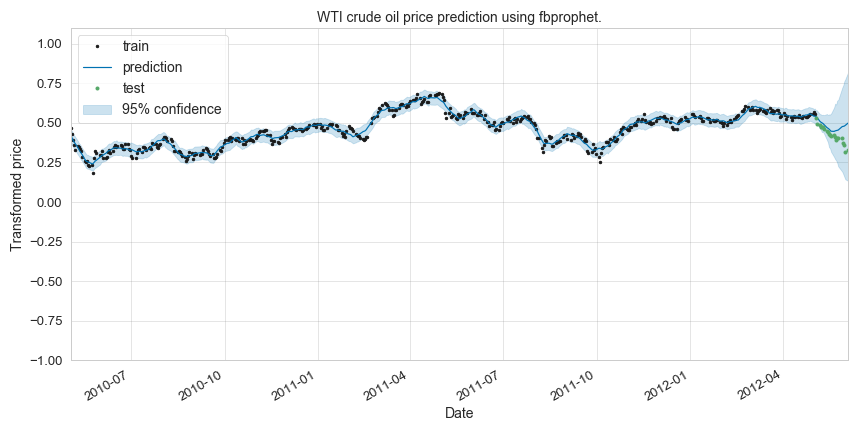 WTI crude oil price prediction using fbprophet.
train
prediction
test
95% confidence
Transformed price
1.00
0.75
0.50
0.25
0.00
−0.25
−0.50
−0.75
−1.00
2010-07
2010-10
2011-01
2011-04
2011-07
2011-10
2012-01
2012-04
Date